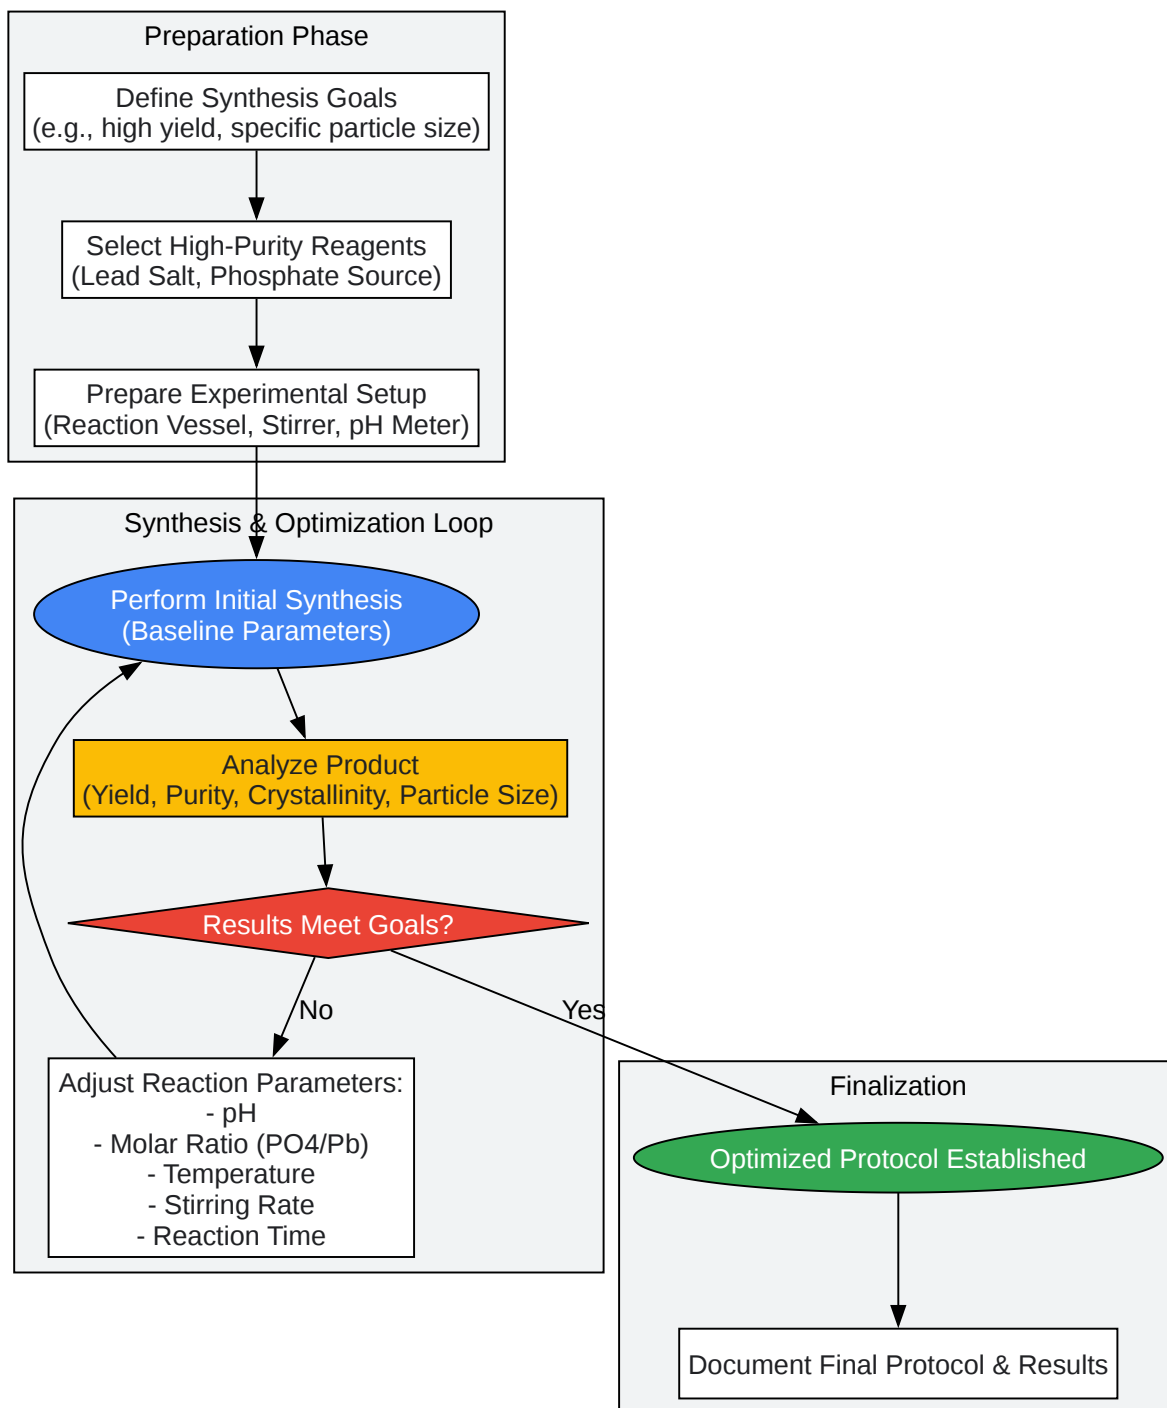 Preparation Phase
Define Synthesis Goals
(e.g., high yield, specific particle size)
Select High-Purity Reagents
(Lead Salt, Phosphate Source)
Prepare Experimental Setup
(Reaction Vessel, Stirrer, pH Meter)
Synthesis & Optimization Loop
Perform Initial Synthesis
(Baseline Parameters)
Analyze Product
(Yield, Purity, Crystallinity, Particle Size)
Results Meet Goals?
No
Yes
Adjust Reaction Parameters:
- pH
- Molar Ratio (PO4/Pb)
- Temperature
- Stirring Rate
- Reaction Time
Finalization
Optimized Protocol Established
Document Final Protocol & Results